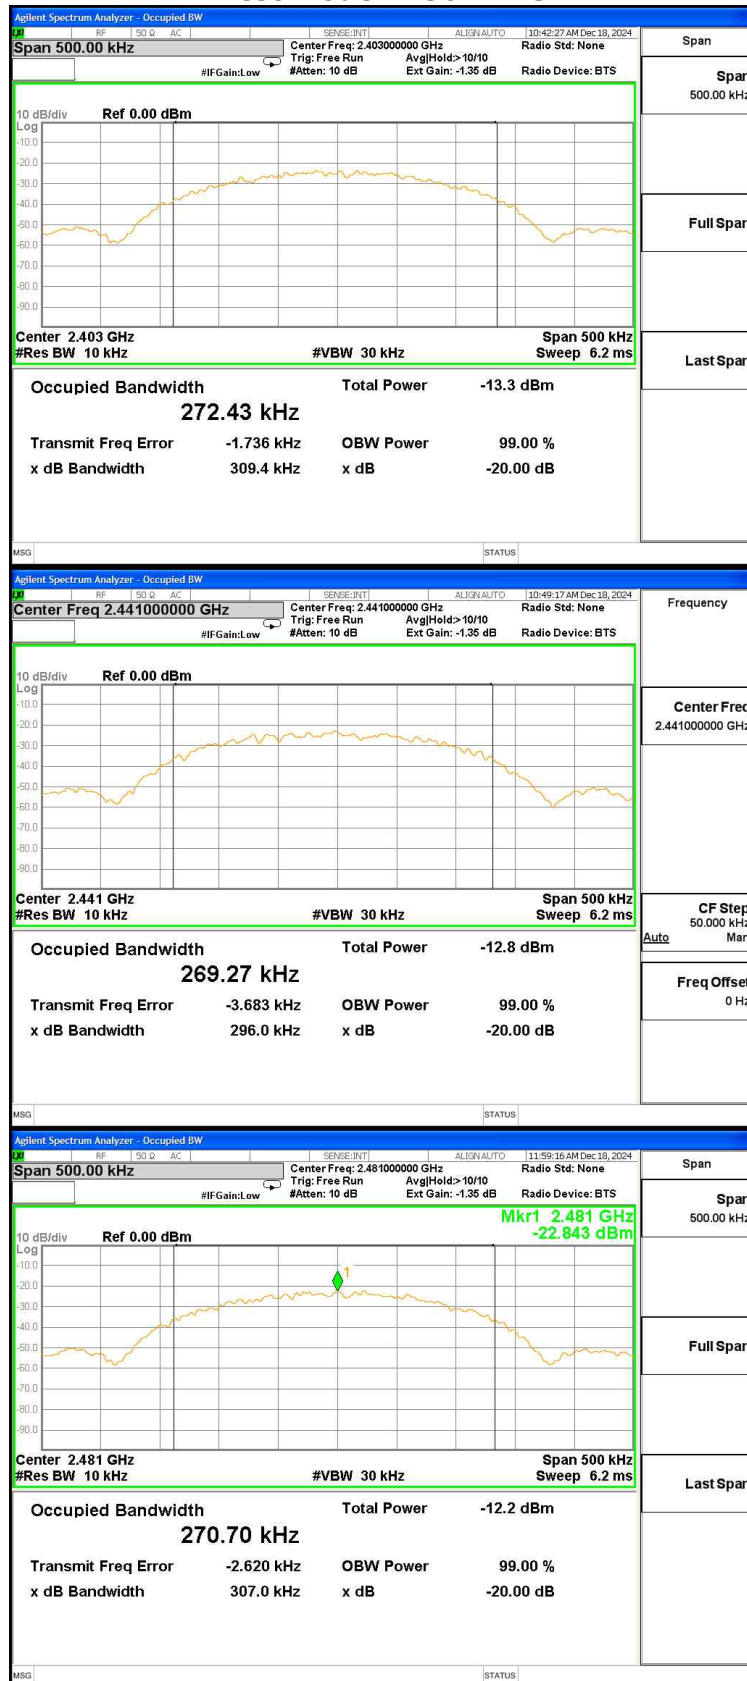 Agilent Spectrum Analyzer - Occupied BW
LXI RF 50 Ω AC SENSE:INT ALIGN AUTO 10:42:27 AM Dec 18, 2024
Span 500.00 kHz Center Freq: 2.403000000 GHz Radio Std: None Span
Trig: Free Run Avg|Hold:> 10/10
#IFGain:Low #Atten: 10 dB Ext Gain: -1.35 dB Radio Device: BTS
Span
500.00 kHz
10 dB/div Ref 0.00 dBm
Log
-10.0
-20.0
-30.0
-40.0
-50.0
-60.0
-70.0
-80.0
-90.0
Full Span
Center 2.403 GHz Span 500 kHz
#Res BW 10 kHz #VBW 30 kHz Sweep 6.2 ms
Last Span
Occupied Bandwidth Total Power -13.3 dBm
272.43 kHz
Transmit Freq Error -1.736 kHz OBW Power 99.00 %
x dB Bandwidth 309.4 kHz x dB -20.00 dB
MSG STATUS
Agilent Spectrum Analyzer - Occupied BW
LXI RF 50 Ω AC SENSE:INT ALIGN AUTO 10:49:17 AM Dec 18, 2024
Center Freq 2.441000000 GHz Center Freq: 2.441000000 GHz Radio Std: None Frequency
Trig: Free Run Avg|Hold:> 10/10
#IFGain:Low #Atten: 10 dB Ext Gain: -1.35 dB Radio Device: BTS
10 dB/div Ref 0.00 dBm
Log
-10.0
-20.0
-30.0
-40.0
-50.0
-60.0
-70.0
-80.0
-90.0
Center Freq
2.441000000 GHz
Center 2.441 GHz Span 500 kHz
#Res BW 10 kHz #VBW 30 kHz Sweep 6.2 ms
CF Step
50.000 kHz
Auto Man
Occupied Bandwidth Total Power -12.8 dBm
269.27 kHz
Freq Offset
0 Hz
Transmit Freq Error -3.683 kHz OBW Power 99.00 %
x dB Bandwidth 296.0 kHz x dB -20.00 dB
MSG STATUS
Agilent Spectrum Analyzer - Occupied BW
LXI RF 50 Ω AC SENSE:INT ALIGN AUTO 11:59:16 AM Dec 18, 2024
Span 500.00 kHz Center Freq: 2.481000000 GHz Radio Std: None Span
Trig: Free Run Avg|Hold:> 10/10
#IFGain:Low #Atten: 10 dB Ext Gain: -1.35 dB Radio Device: BTS
Span
500.00 kHz
Mkr1 2.481 GHz
10 dB/div Ref 0.00 dBm -22.843 dBm
Log
-10.0
-20.0
1
-30.0
-40.0
-50.0
-60.0
-70.0
-80.0
-90.0
Full Span
Center 2.481 GHz Span 500 kHz
#Res BW 10 kHz #VBW 30 kHz Sweep 6.2 ms
Last Span
Occupied Bandwidth Total Power -12.2 dBm
270.70 kHz
Transmit Freq Error -2.620 kHz OBW Power 99.00 %
x dB Bandwidth 307.0 kHz x dB -20.00 dB
MSG STATUS